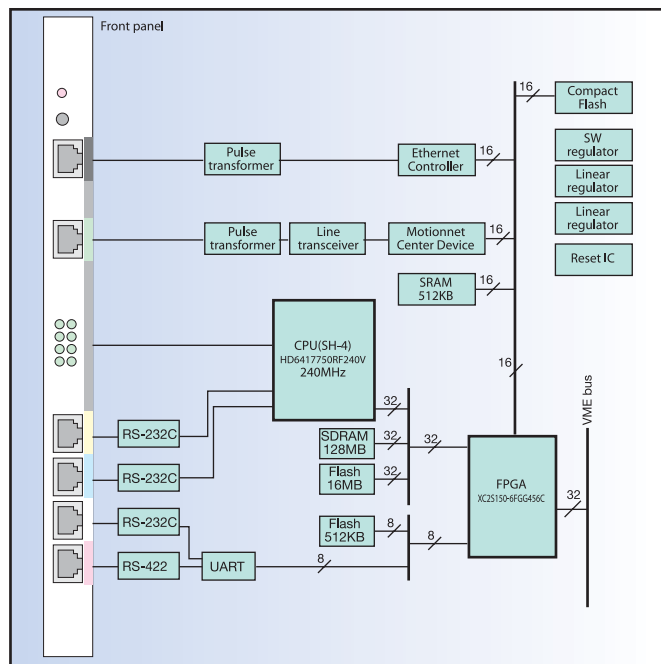 Front panel
16
Compact
Flash
SW
regulator
Linear
regulator
Linear
regulator
Reset IC
Pulse
transformer
Ethernet
Controller
16
Pulse
transformer
Line
transceiver
Motionnet
Center Device
16
SRAM
512KB
16
CPU(SH-4)
HD6417750RF240V
240MHz
16
VME bus
RS-232C
32
SDRAM
128MB
32
32
RS-232C
Flash
16MB
32
FPGA
XC2S150-6FGG456C
32
RS-232C
Flash
512KB
8
8
RS-422
UART
8